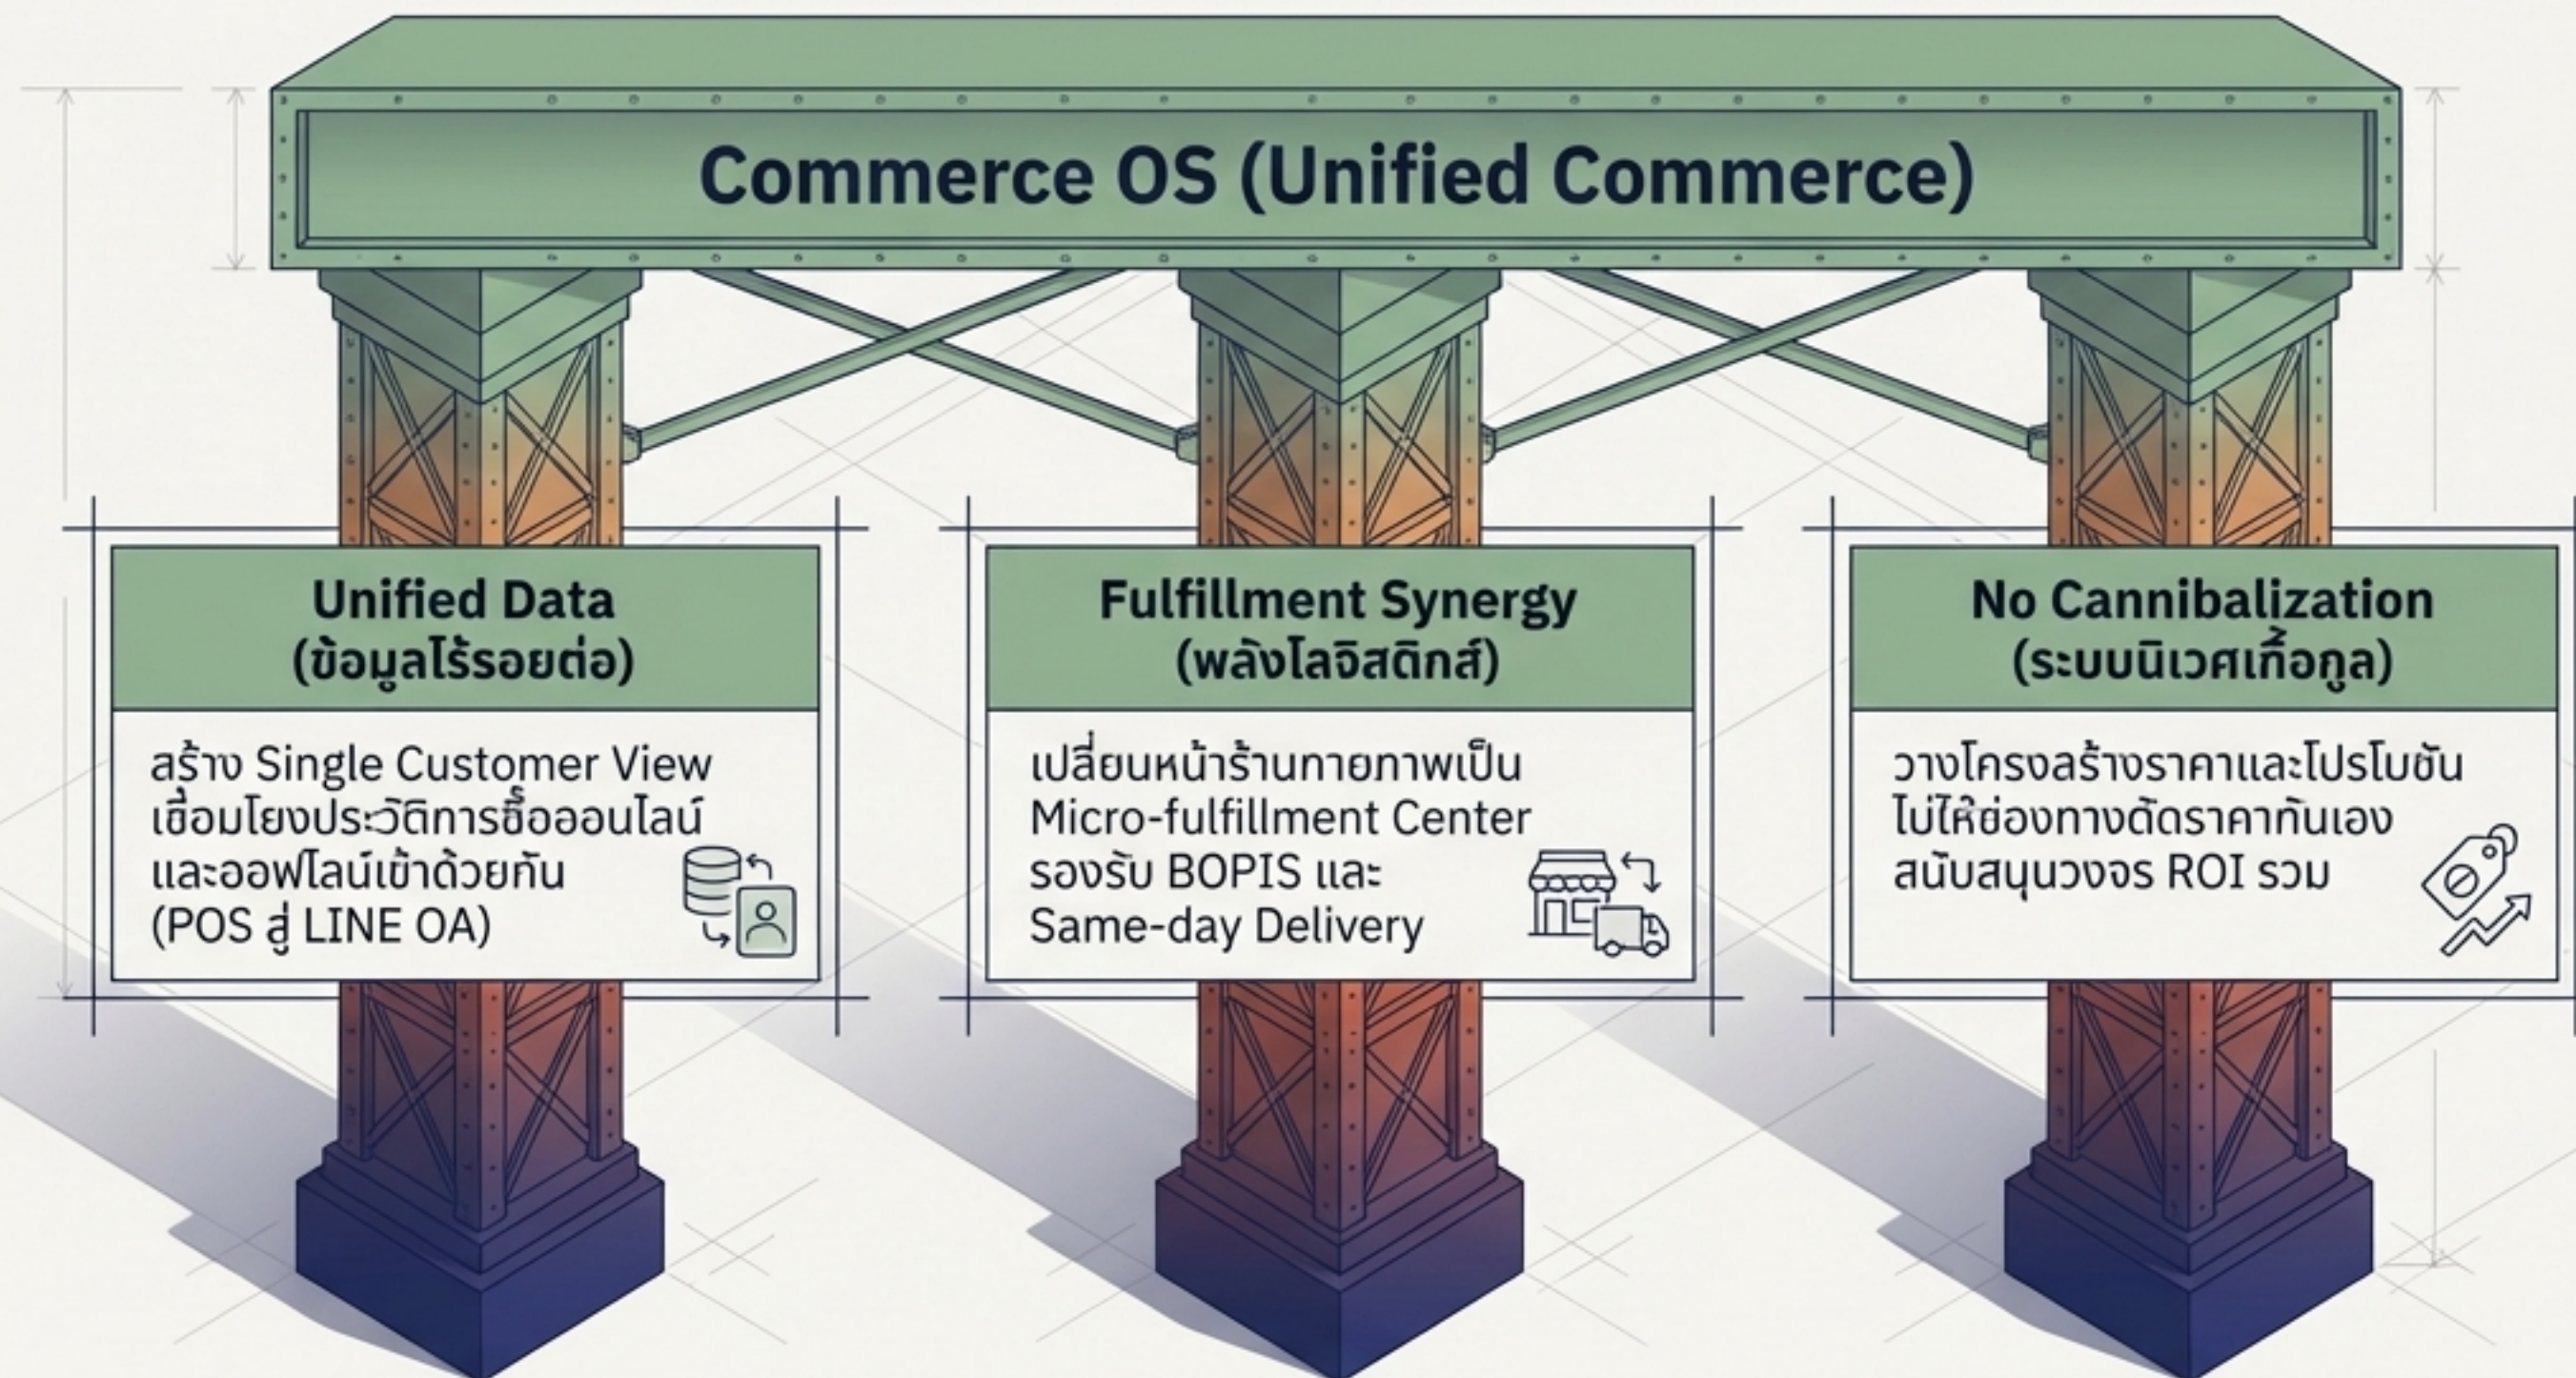 Commerce OS (Unified Commerce)
Unified Data
(ข้อมูลไร้รอยต่อ)
สร้าง Single Customer View
เชื่อมโยงประวัติการซื้อออนไลน์
และออฟไลน์เข้าด้วยกัน
(POS สู่ LINE OA)
Fulfillment Synergy
(พลังโลจิสติกส์)
เปลี่ยนหน้าร้านกายภาพเป็น
Micro-fulfillment Center
รองรับ BOPIS และ
Same-day Delivery
No Cannibalization
(ระบบนิเวศเกื้อกูล)
วางโครงสร้างราคาและโปรโมชัน
ไม่ให้ช่องทางตัดราคากันเอง
สนับสนุนวงจร ROI รวม